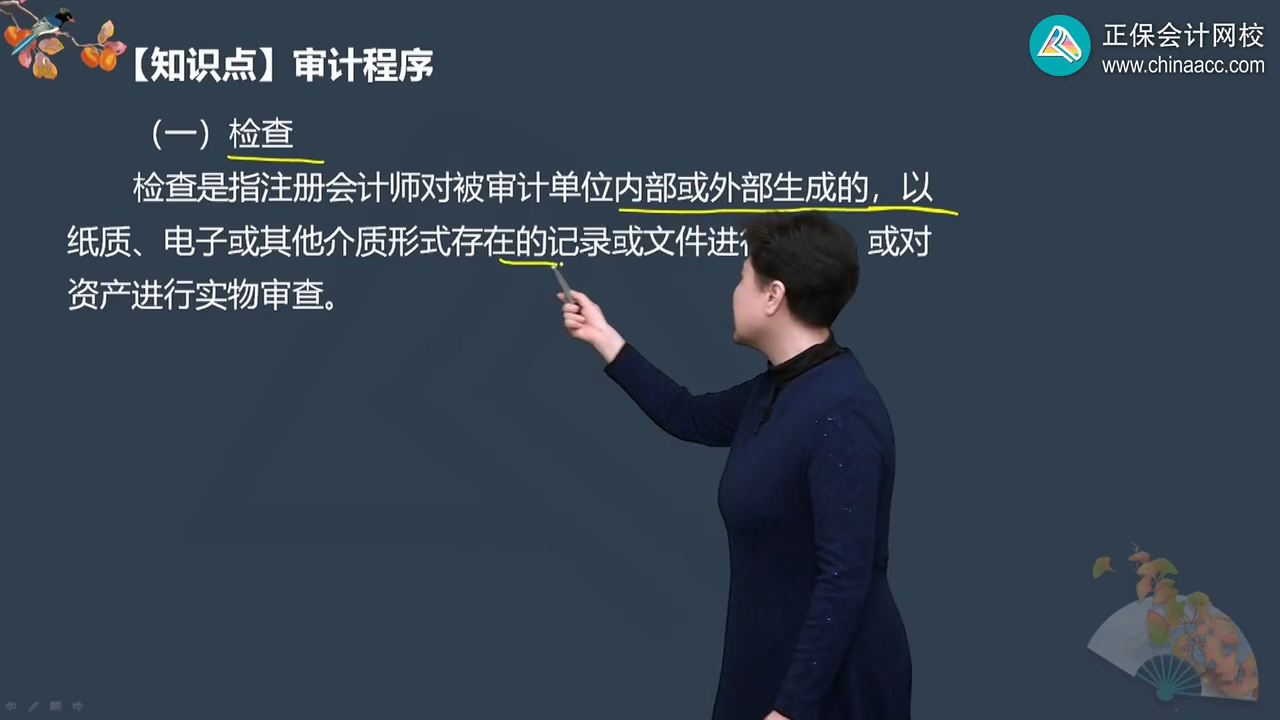 【知识点】审计程序
正保会计网校
www.chinaacc.com
（一）检查
检查是指注册会计师对被审计单位内部或外部生成的，以
纸质、电子或其他介质形式存在的记录或文件进 或对
资产进行实物审查。